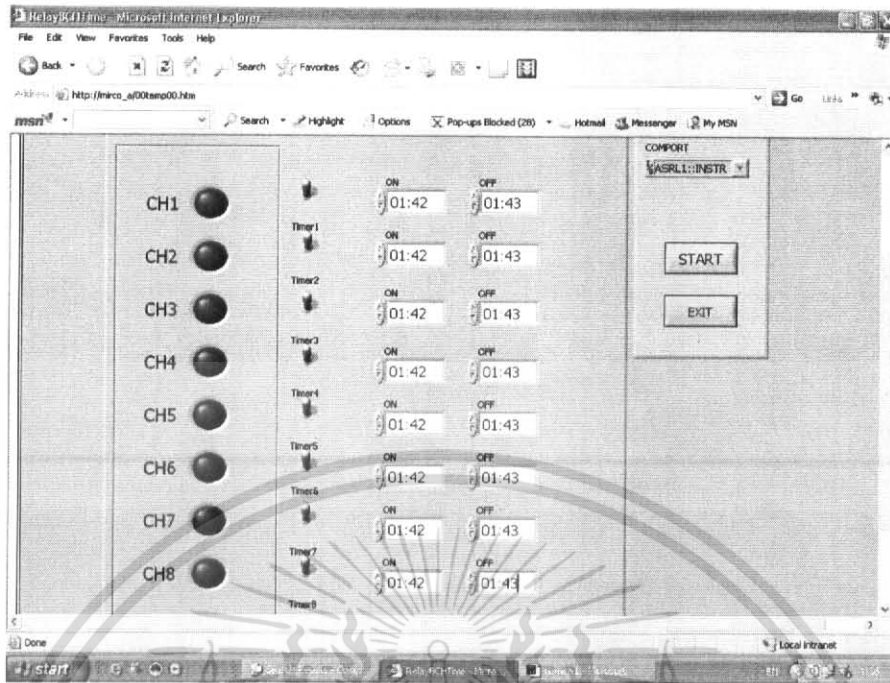 Microsoft Internet Explorer
File Edit View Favorites Tools Help
Back Search Favorites
Address http://mirco_a/00temp00.htm Go Links »
msn Search Highlight Options Pop-ups Blocked (28) Hotmail Messenger My MSN
COMPORT
ASRL1::INSTR
START
EXIT
ON OFF
CH1 01:42 01:43
Timer1 ON OFF
CH2 01:42 01:43
Timer2 ON OFF
CH3 01:42 01:43
Timer3 ON OFF
CH4 01:42 01:43
Timer4 ON OFF
CH5 01:42 01:43
Timer5 ON OFF
CH6 01:42 01:43
Timer6 ON OFF
CH7 01:42 01:43
Timer7 ON OFF
CH8 01:42 01:43
Timer8
Done Local intranet
start